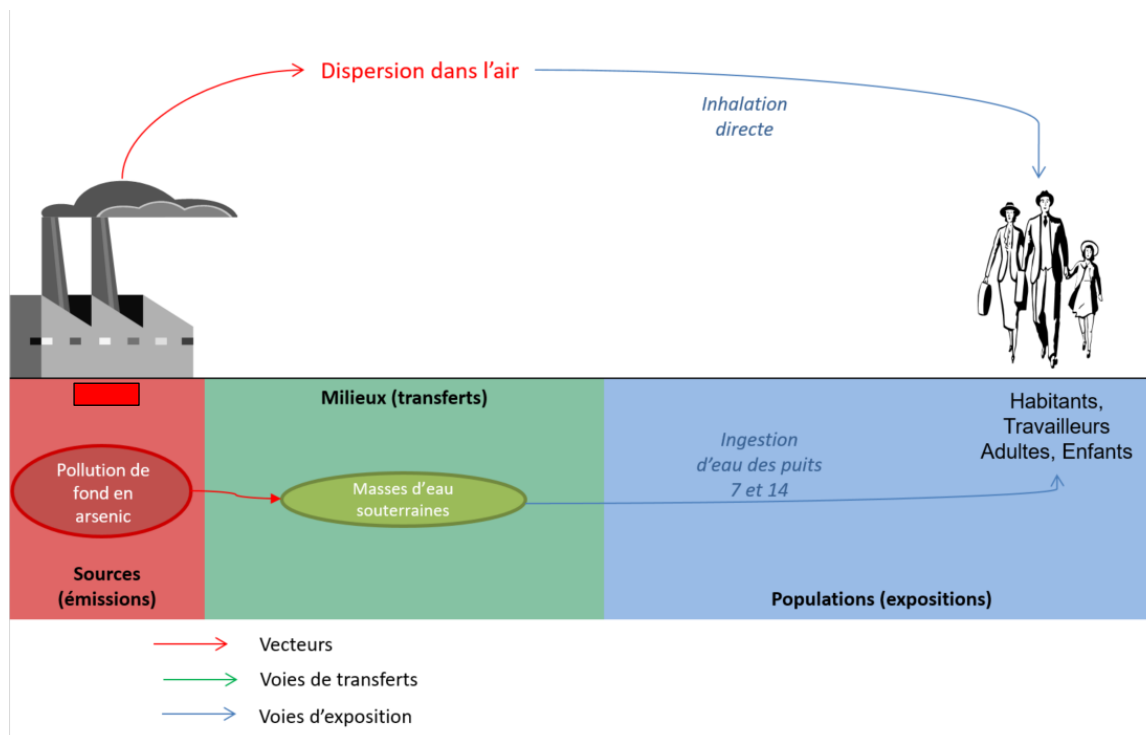 Dispersion dans l'air
Inhalation
directe
Milieux (transferts)
Habitants,
Travailleurs
Adultes, Enfants
Pollution de
fond en
arsenic
Masses d'eau
souterraines
Ingestion
d'eau des puits
7 et 14
Sources
(émissions)
Populations (expositions)
Vecteurs
Voies de transferts
Voies d'exposition